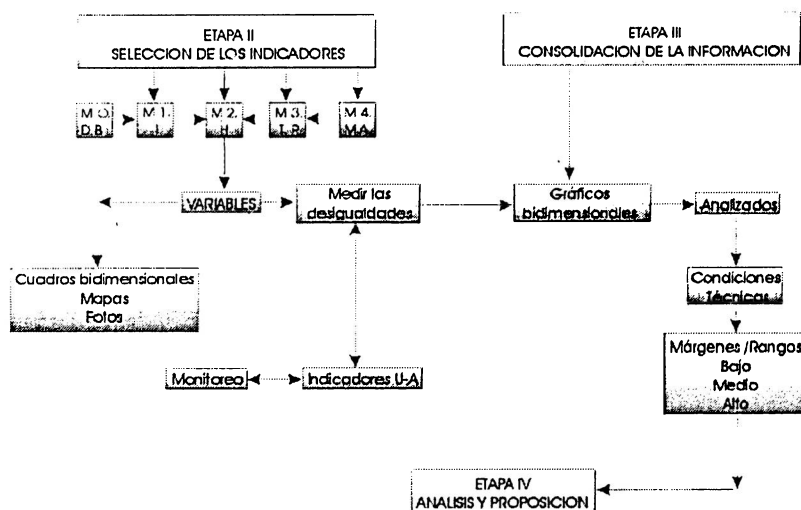 ETAPA II
SELECCION DE LOS INDICADORES
ETAPA III
CONSOLIDACION DE LA INFORMACION
M O.
D.B
M 1.
I
M 2.
H
M 3.
T. R
M 4.
M.A
VARIABLES
Medir las
desigualdades
Gráficos
bidimensionales
Analizados
Cuadros bidimensionales
Mapas
Fotos
Condiciones
Técnicas
Monitoreo
Indicadores U-A
Márgenes /Rangos
Bajo
Medio
Alto
ETAPA IV
ANALISIS Y PROPOSICION